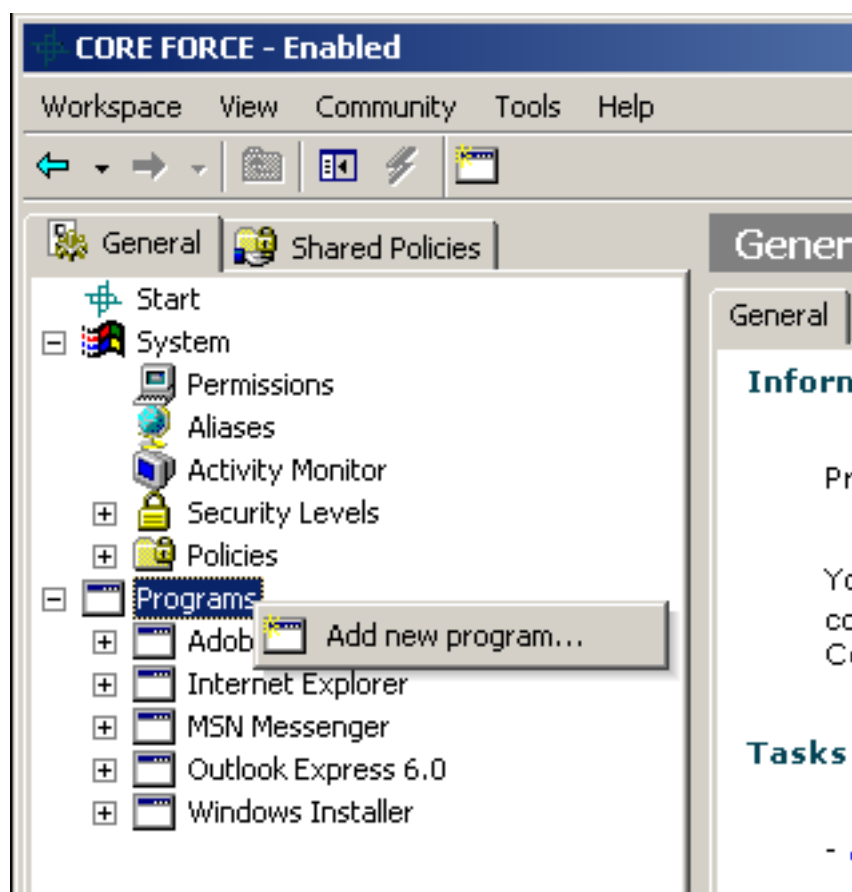 CORE FORCE - Enabled
Workspace View Community Tools Help
General Shared Policies
Start
System
Permissions
Aliases
Activity Monitor
Security Levels
Policies
Programs
Add new program...
Internet Explorer
MSN Messenger
Outlook Express 6.0
Windows Installer
General
Tasks
-